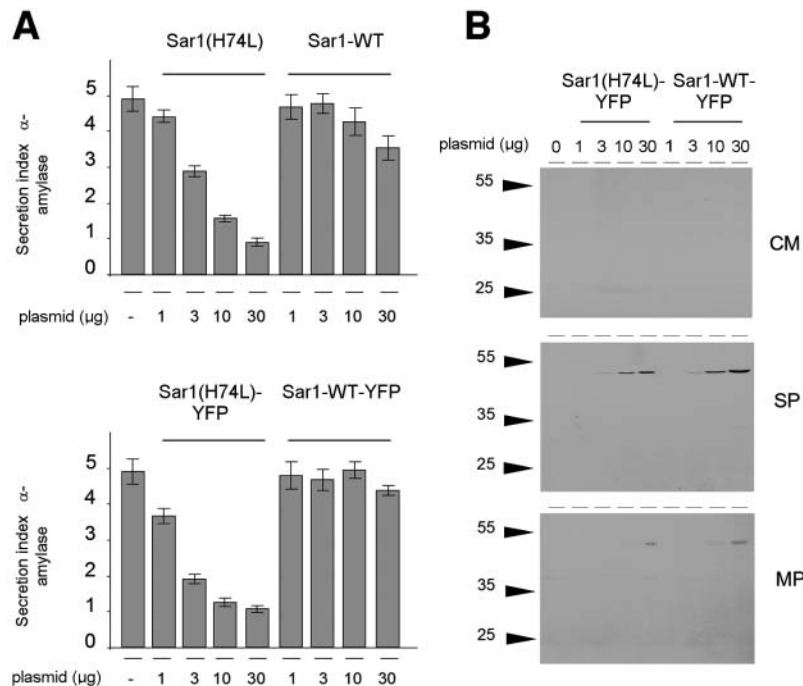 A
Sar1(H74L) Sar1-WT
Secretion index α-
amylase
5
4
3
2
1
0
plasmid (µg) - 1 3 10 30 1 3 10 30
Sar1(H74L)-
YFP
Sar1-WT-YFP
Secretion index α-
amylase
5
4
3
2
1
0
plasmid (µg) - 1 3 10 30 1 3 10 30
B
Sar1(H74L)-
YFP
Sar1-WT-
YFP
plasmid (µg) 0 1 3 10 30 1 3 10 30
55
35
25
CM
55
35
25
SP
55
35
25
MP